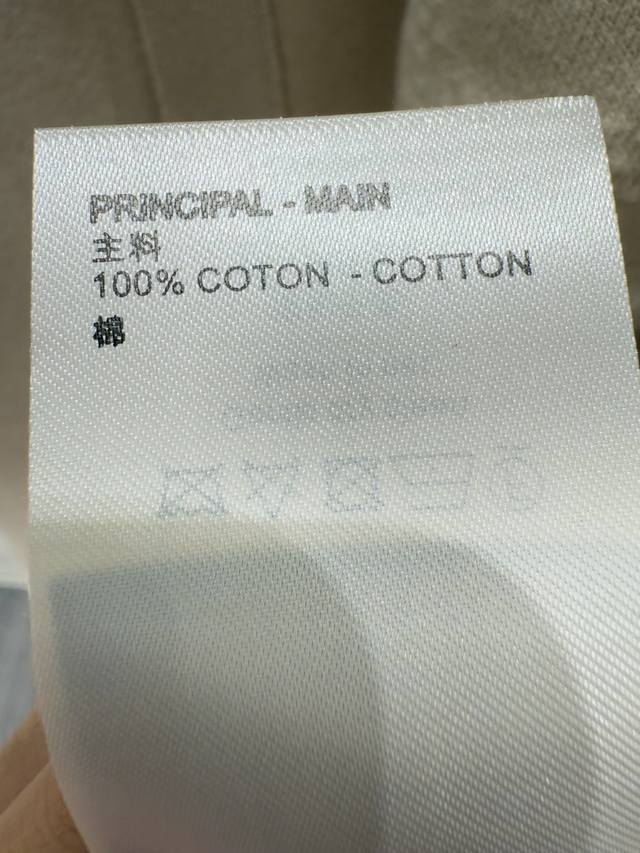 PRINCIPAL - MAIN
主料
100% COTON - COTTON
棉